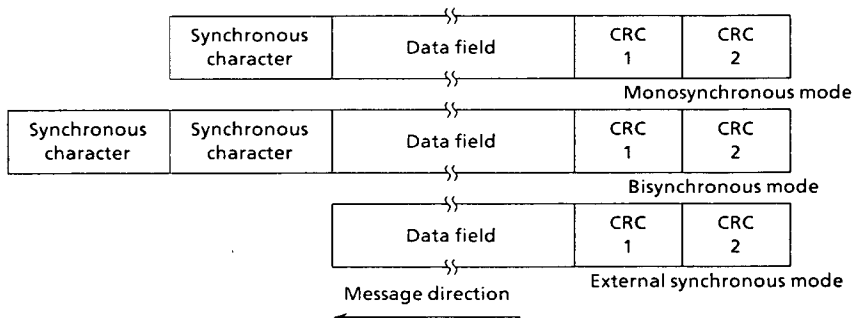 Synchronous character Data field CRC 1 CRC 2
Monosynchronous mode
Synchronous character Synchronous character Data field CRC 1 CRC 2
Bisynchronous mode
Data field CRC 1 CRC 2
External synchronous mode
Message direction